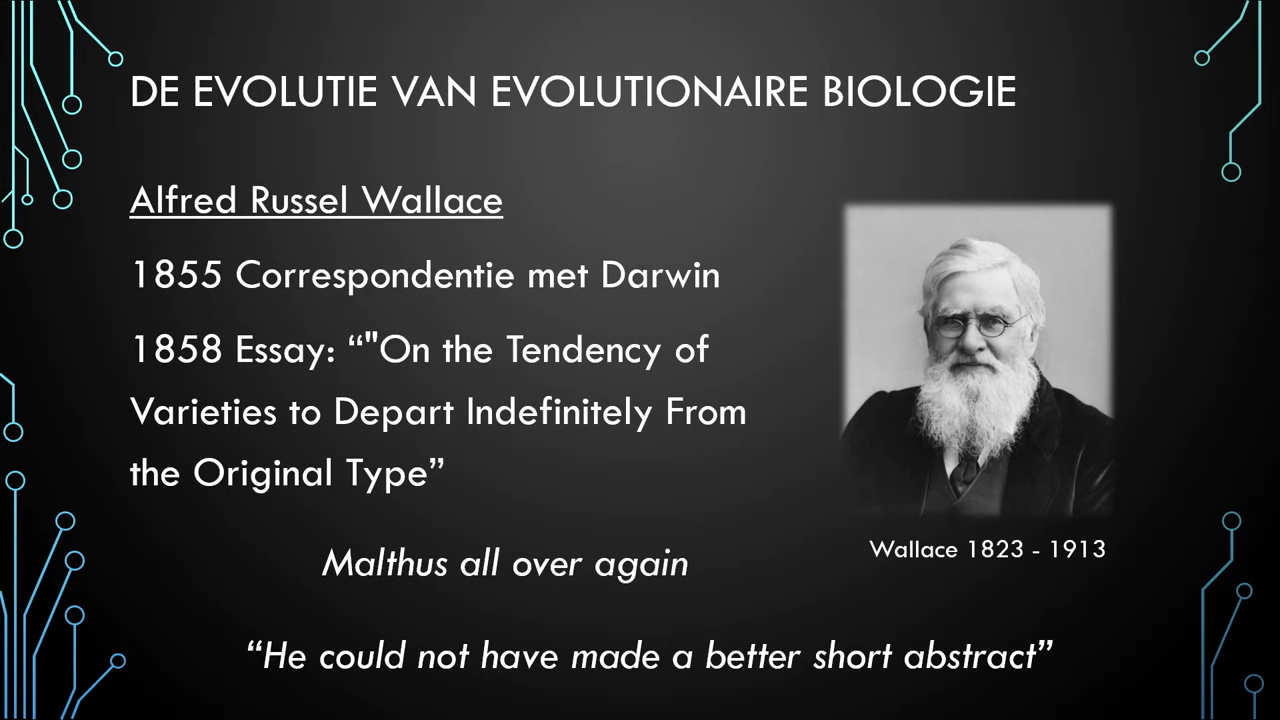 DE EVOLUTIE VAN EVOLUTIONAIRE BIOLOGIE
Alfred Russel Wallace
1855 Correspondentie met Darwin
1858 Essay: “"On the Tendency of
Varieties to Depart Indefinitely From
the Original Type”
Wallace 1823 - 1913
Malthus all over again
“He could not have made a better short abstract”